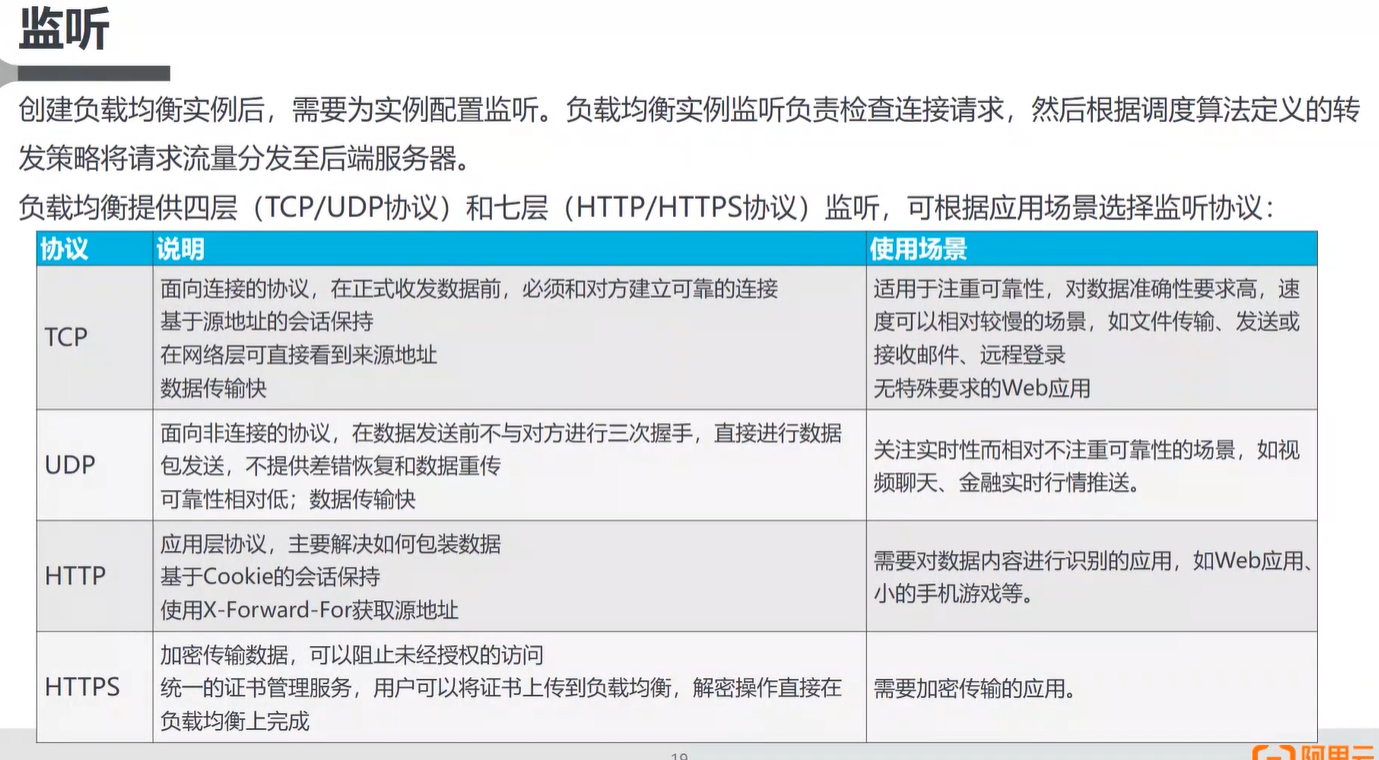 监听
创建负载均衡实例后，需要为实例配置监听。负载均衡实例监听负责检查连接请求，然后根据调度算法定义的转
发策略将请求流量分发至后端服务器。
负载均衡提供四层（TCP/UDP协议）和七层（HTTP/HTTPS协议）监听，可根据应用场景选择监听协议：
协议 说明 使用场景
TCP
面向连接的协议，在正式收发数据前，必须和对方建立可靠的连接
基于源地址的会话保持
在网络层可直接看到来源地址
数据传输快
适用于注重可靠性，对数据准确性要求高，速
度可以相对较慢的场景，如文件传输、发送或
接收邮件、远程登录
无特殊要求的Web应用
UDP
面向非连接的协议，在数据发送前不与对方进行三次握手，直接进行数据
包发送，不提供差错恢复和数据重传
可靠性相对低；数据传输快
关注实时性而相对不注重可靠性的场景，如视
频聊天、金融实时行情推送。
HTTP
应用层协议，主要解决如何包装数据
基于Cookie的会话保持
使用X-Forward-For获取源地址
需要对数据内容进行识别的应用，如Web应用、
小的手机游戏等。
HTTPS
加密传输数据，可以阻止未经授权的访问
统一的证书管理服务，用户可以将证书上传到负载均衡，解密操作直接在
负载均衡上完成
需要加密传输的应用。
19
阿里云